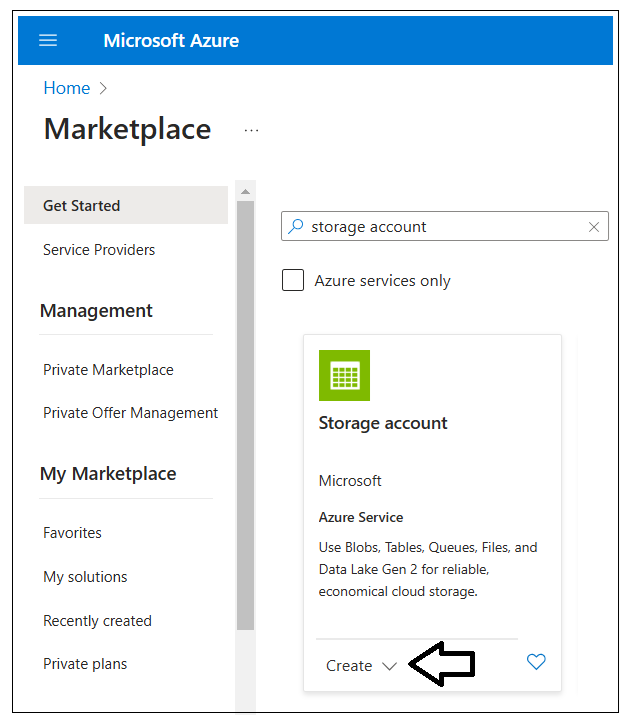 Microsoft Azure
Home
Marketplace
...
Get Started
Service Providers
Management
Private Marketplace
Private Offer Management
My Marketplace
Favorites
My solutions
Recently created
Private plans
storage account
Azure services only
Storage account
Microsoft
Azure Service
Use Blobs, Tables, Queues, Files, and
Data Lake Gen 2 for reliable,
economical cloud storage.
Create